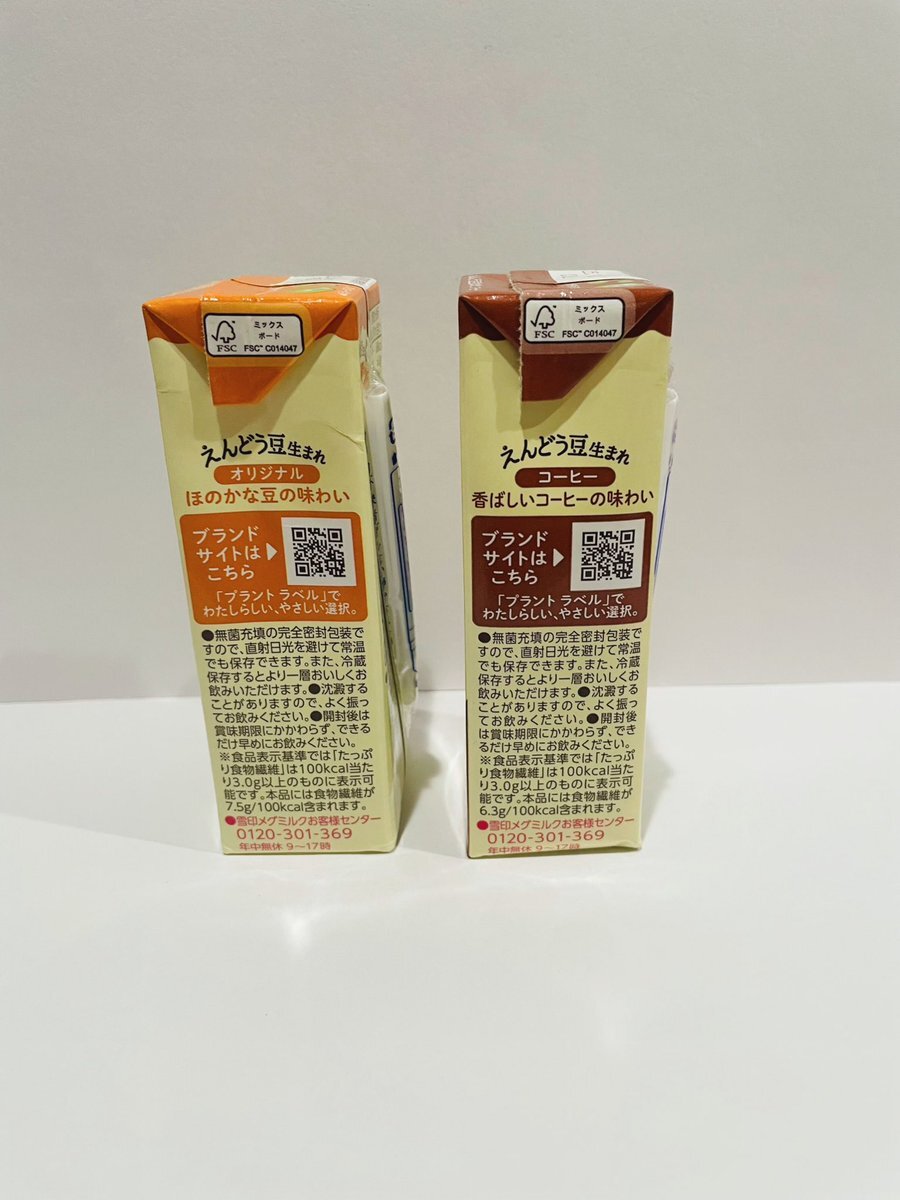 FSC
ミックス
ボード
FSC™ C014047
えんどう豆生まれ
オリジナル
ほのかな豆の味わい
ブランド
サイトは
こちら
「プラント ラベル」で
わたしらしい、やさしい選択。
●無菌充填の完全密封包装で
すので、直射日光を避けて常温
でも保存できます。また、冷蔵
保存するとより一層おいしくお
飲みいただけます。●沈澱する
ことがありますので、よく振っ
てお飲みください。●開封後は
賞味期限にかかわらず、できる
だけ早めにお飲みください。
※食品表示基準では「たっぷ
り食物繊維」は100kcal当た
り3.0g以上のものに表示可
能です。本品には食物繊維が
7.5g/100kcal含まれます。
●雪印メグミルクお客様センター
0120-301-369
年中無休 9〜17時
FSC
ミックス
ボード
FSC™ C014047
えんどう豆生まれ
コーヒー
香ばしいコーヒーの味わい
ブランド
サイトは
こちら
「プラント ラベル」で
わたしらしい、やさしい選択。
●無菌充填の完全密封包装で
すので、直射日光を避けて常温
でも保存できます。また、冷蔵
保存するとより一層おいしくお
飲みいただけます。●沈澱する
ことがありますので、よく振っ
てお飲みください。●開封後
は賞味期限にかかわらず、でき
るだけ早めにお飲みください。
※食品表示基準では「たっぷ
り食物繊維」は100kcal当た
り3.0g以上のものに表示可
能です。本品には食物繊維が
6.3g/100kcal含まれます。
●雪印メグミルクお客様センター
0120-301-369
年中無休 9〜17時